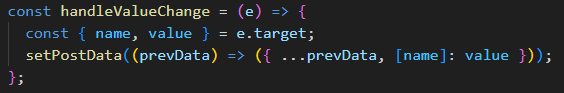 const handleValueChange = (e) => {
  const { name, value } = e.target;
  setPostData((prevData) => ({ ...prevData, [name]: value }));
};